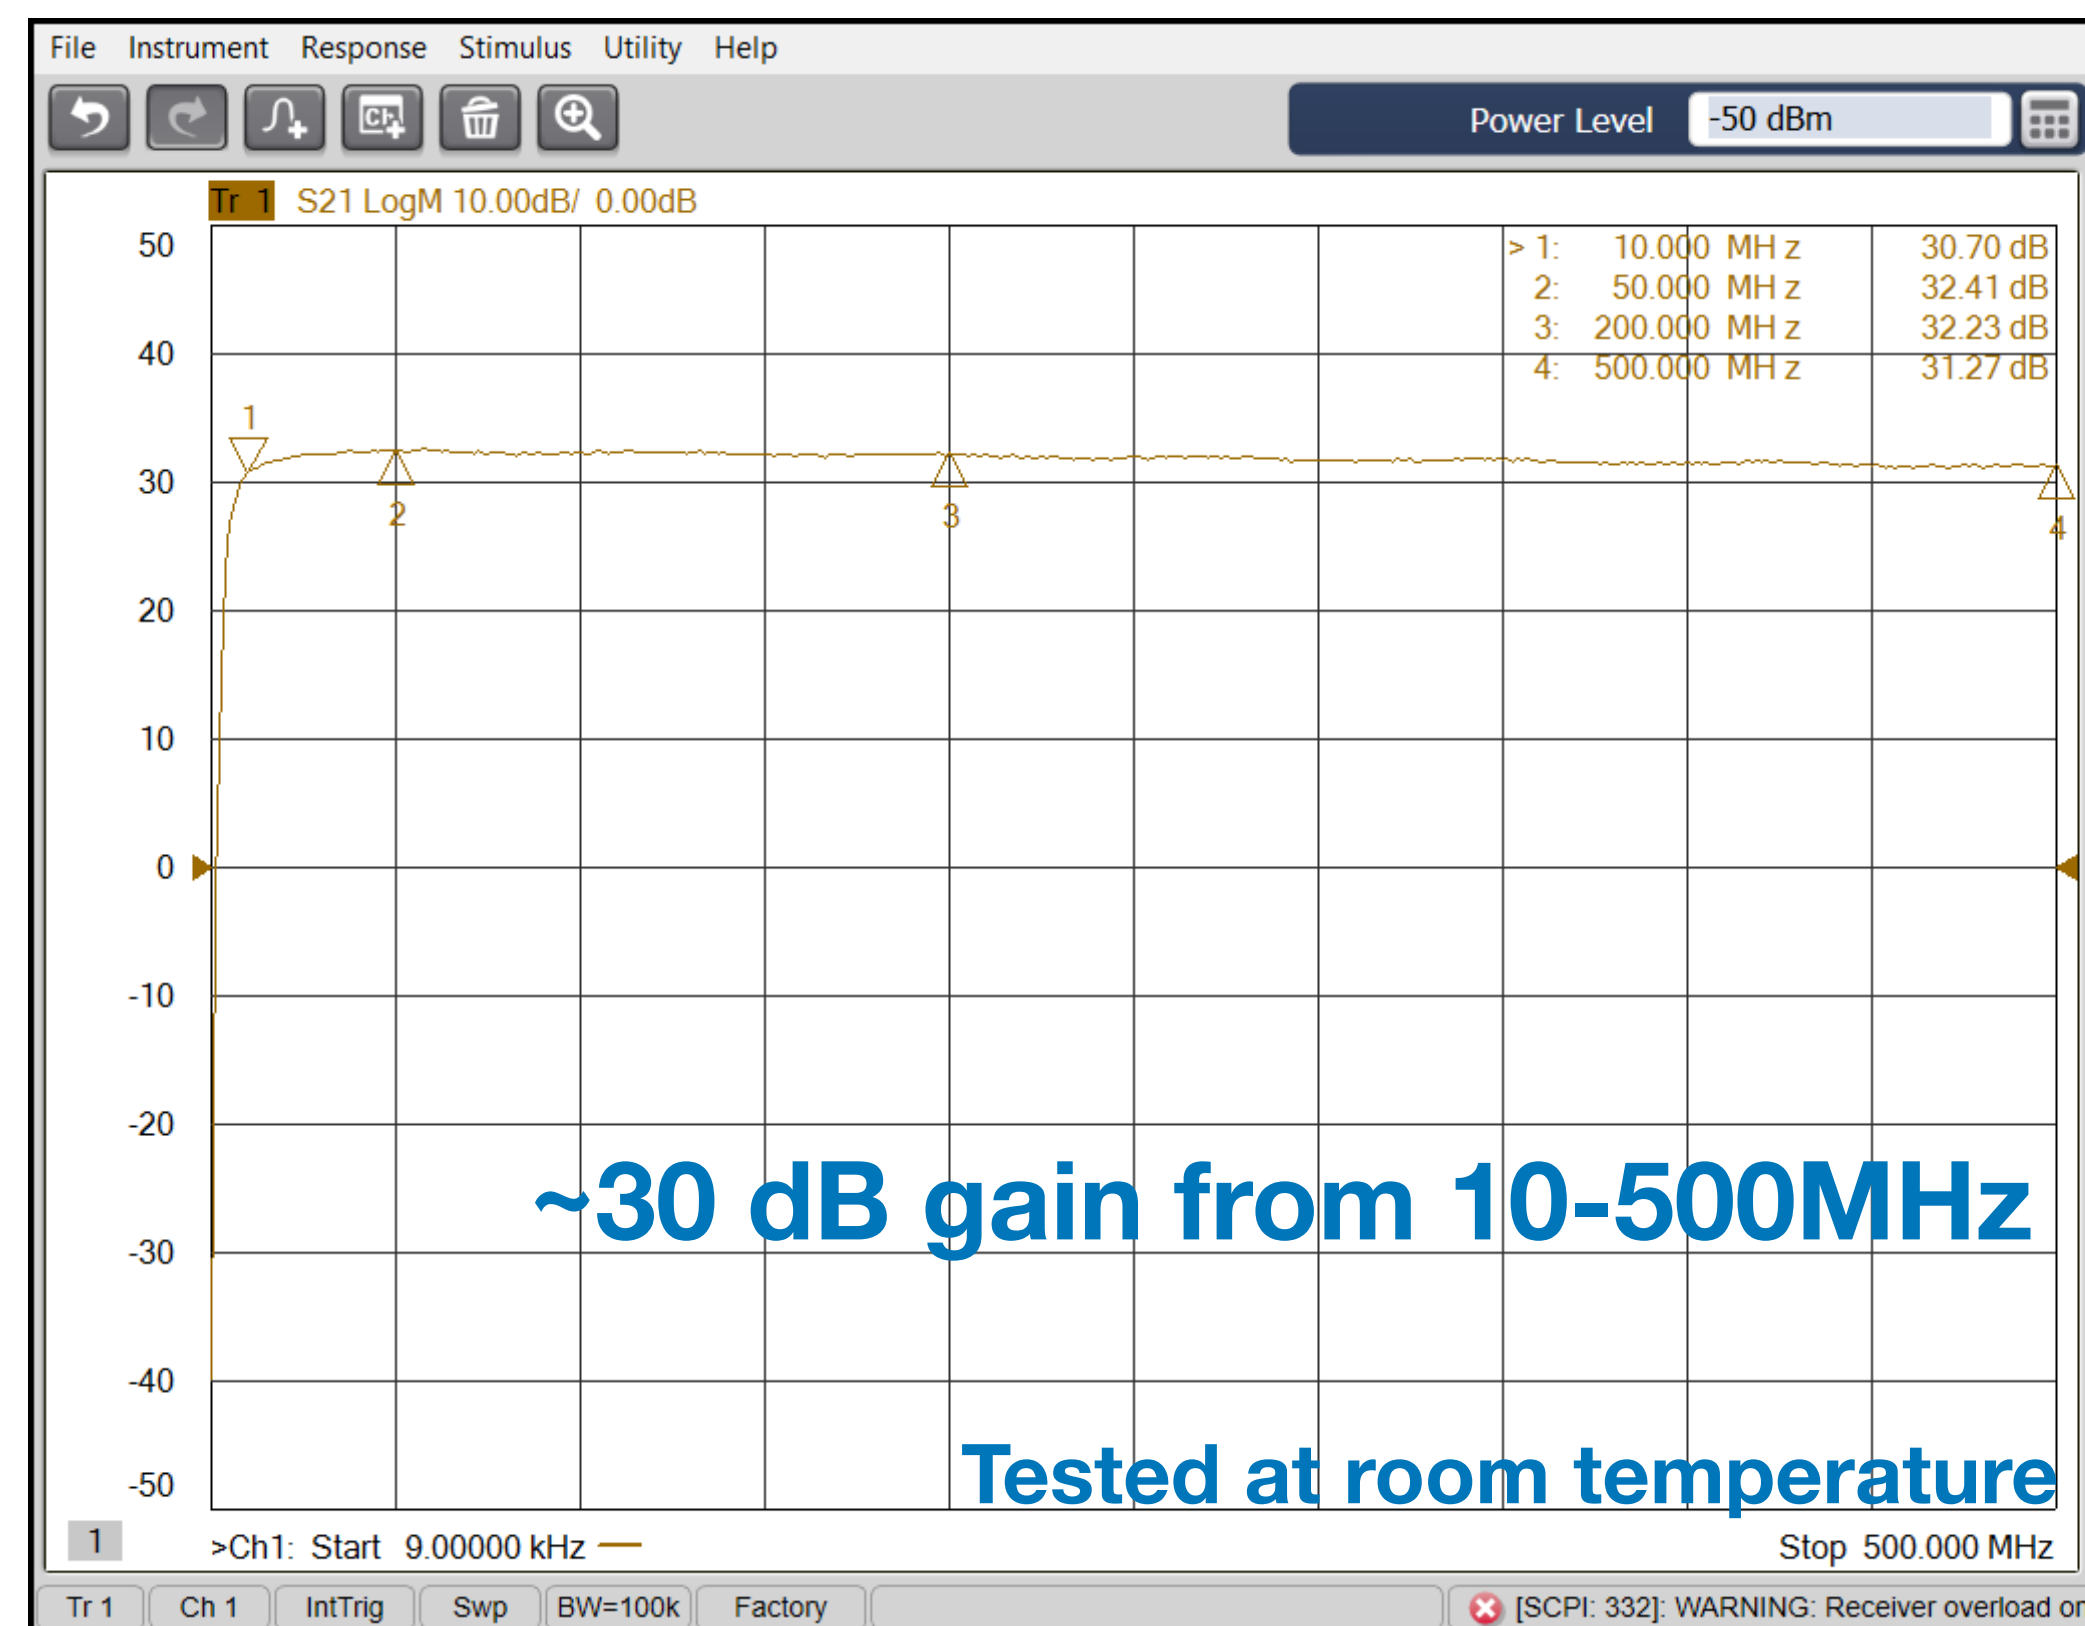 File Instrument Response Stimulus Utility Help
Ch
Power Level -50 dBm
Tr 1 S21 LogM 10.00dB/ 0.00dB
50
40
30
20
10
0
-10
-20
-30
-40
-50
> 1: 10.000 MHz 30.70 dB
2: 50.000 MHz 32.41 dB
3: 200.000 MHz 32.23 dB
4: 500.000 MHz 31.27 dB
1
2
3
4
~30 dB gain from 10-500MHz
Tested at room temperature
1 >Ch1: Start 9.00000 kHz Stop 500.000 MHz
Tr 1 Ch 1 IntTrig Swp BW=100k Factory [SCPI: 332]: WARNING: Receiver overload on